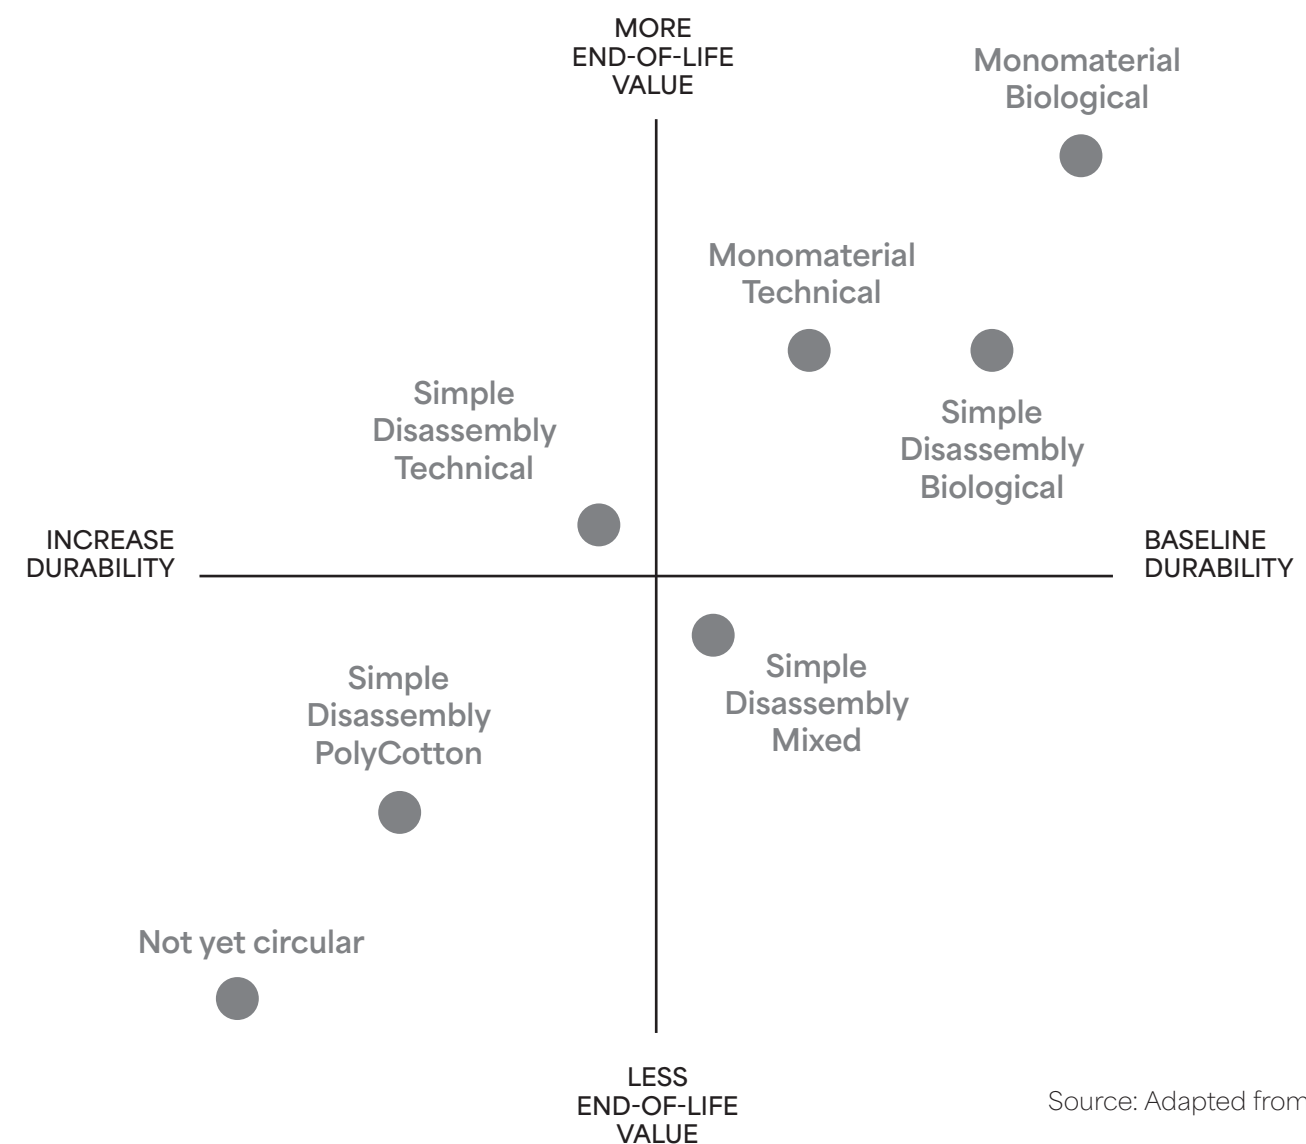 MORE
END-OF-LIFE
VALUE
Monomaterial
Biological
Monomaterial
Technical
Simple
Disassembly
Technical
Simple
Disassembly
Biological
INCREASE
DURABILITY
BASELINE
DURABILITY
Simple
Disassembly
PolyCotton
Simple
Disassembly
Mixed
Not yet circular
LESS
END-OF-LIFE
VALUE
Source: Adapted from